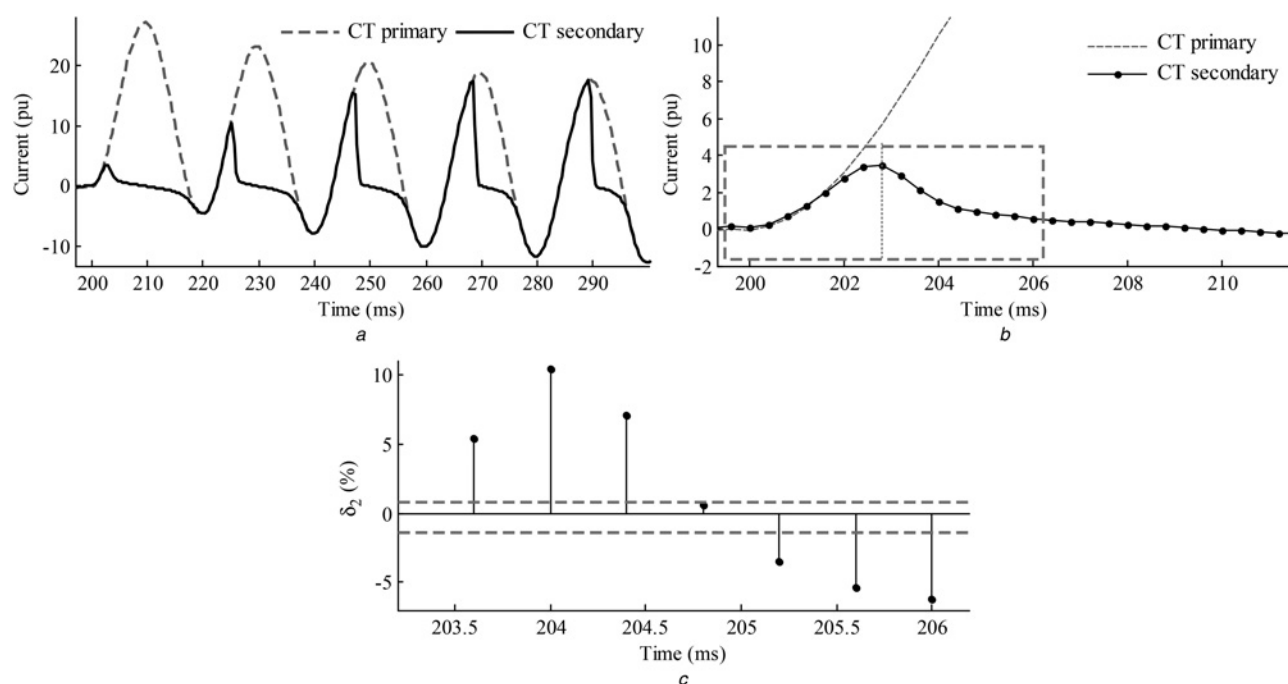 CT primary CT secondary
20
10
0
-10
Current (pu)
200 210 220 230 240 250 260 270 280 290
Time (ms)
a
CT primary
CT secondary
10
8
6
4
2
0
-2
Current (pu)
200 202 204 206 208 210
Time (ms)
b
10
5
0
-5
δ2 (%)
203.5 204 204.5 205 205.5 206
Time (ms)
c